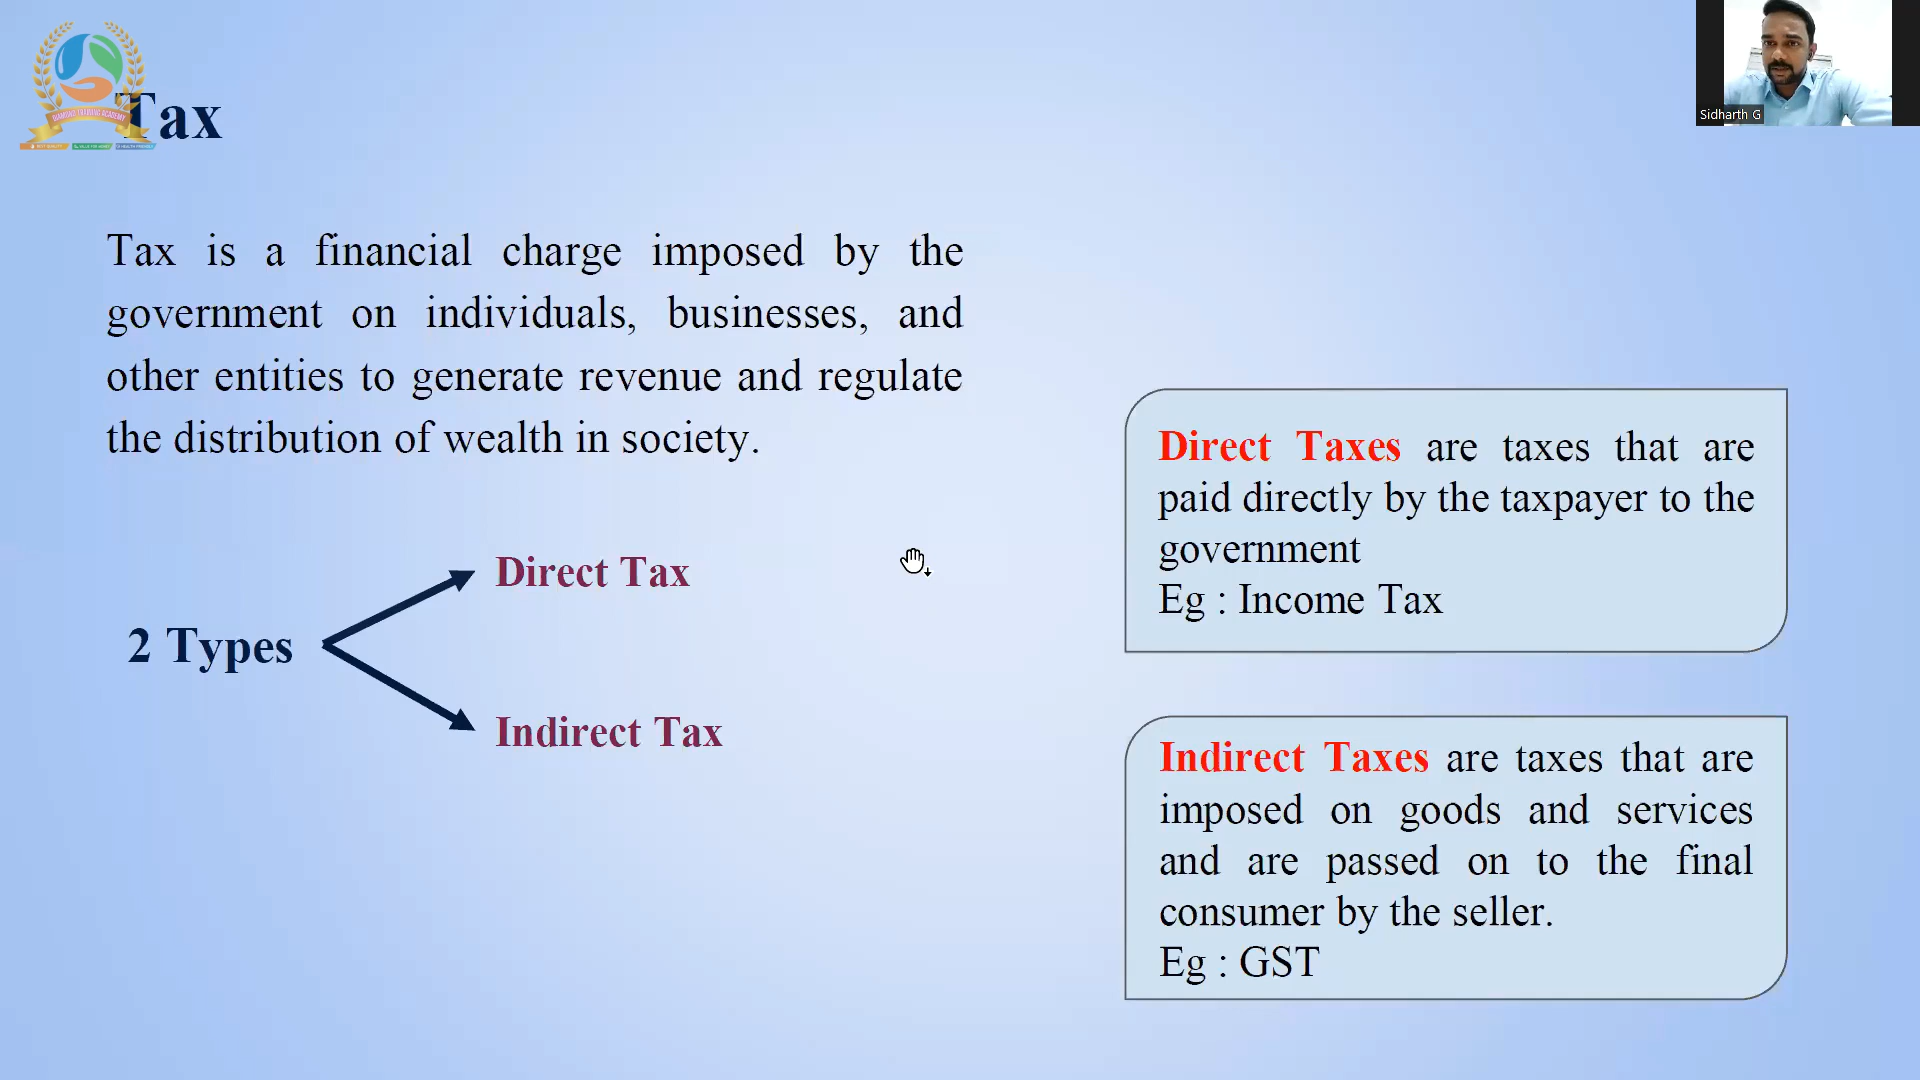 Tax
DIAMOND TRADING ACADEMY
Sidharth G
Tax is a financial charge imposed by the
government on individuals, businesses, and
other entities to generate revenue and regulate
the distribution of wealth in society.
2 Types
Direct Tax
Indirect Tax
Direct Taxes are taxes that are
paid directly by the taxpayer to the
government
Eg : Income Tax
Indirect Taxes are taxes that are
imposed on goods and services
and are passed on to the final
consumer by the seller.
Eg : GST